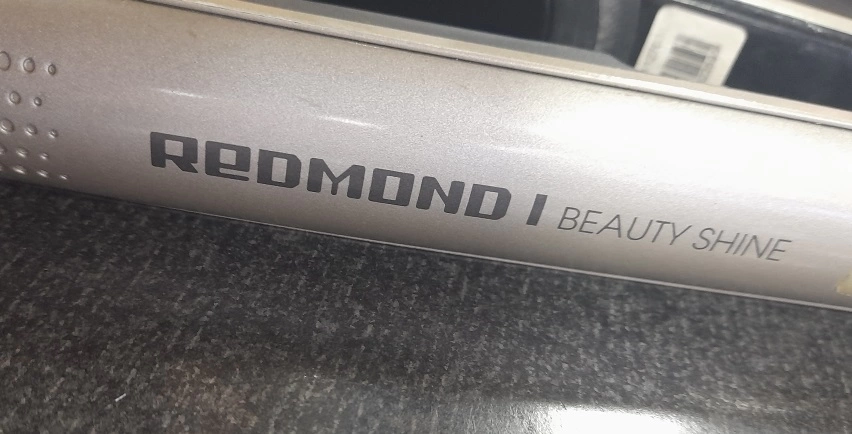 REDMOND | BEAUTY SHINE